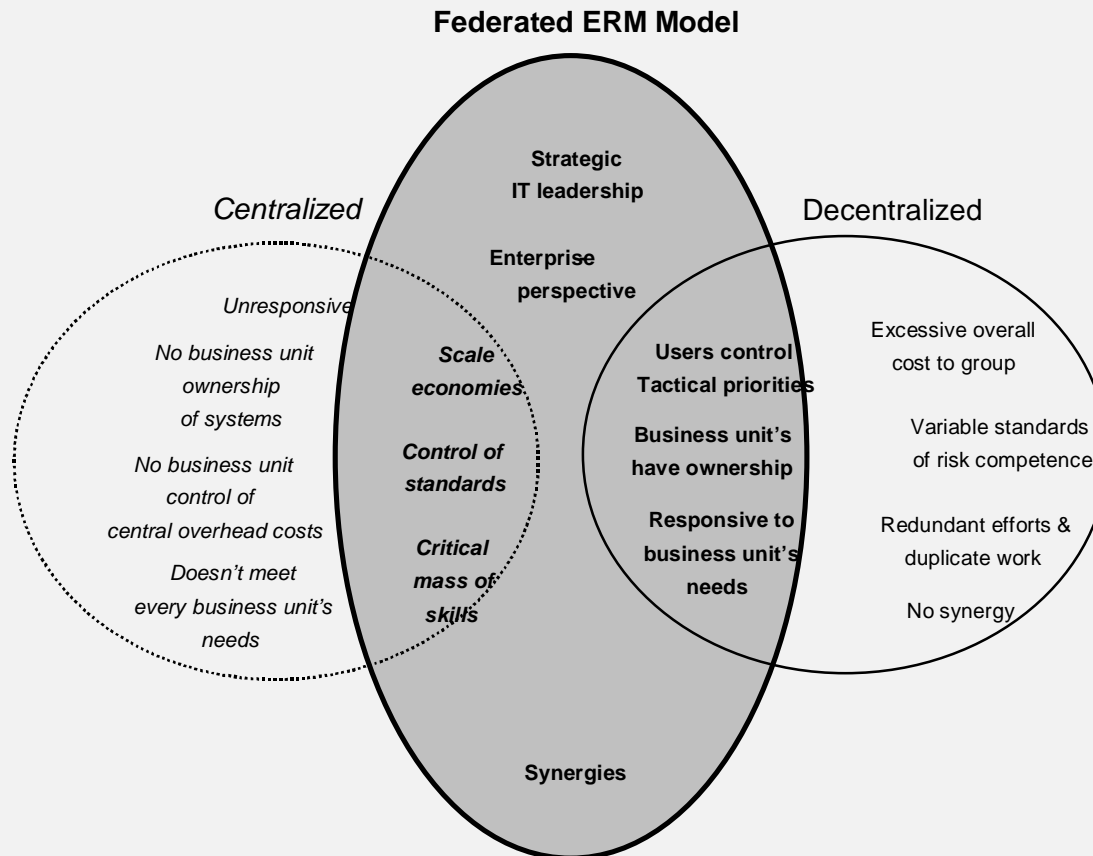 Federated ERM Model
Centralized
Unresponsive
No business unit
ownership
of systems
No business unit
control of
central overhead costs
Doesn’t meet
every business unit’s
needs
Scale
economies
Control of
standards
Critical
mass of
skills
Strategic
IT leadership
Enterprise
perspective
Synergies
Users control
Tactical priorities
Business unit’s
have ownership
Responsive to
business unit’s
needs
Decentralized
Excessive overall
cost to group
Variable standards
of risk competence
Redundant efforts &
duplicate work
No synergy